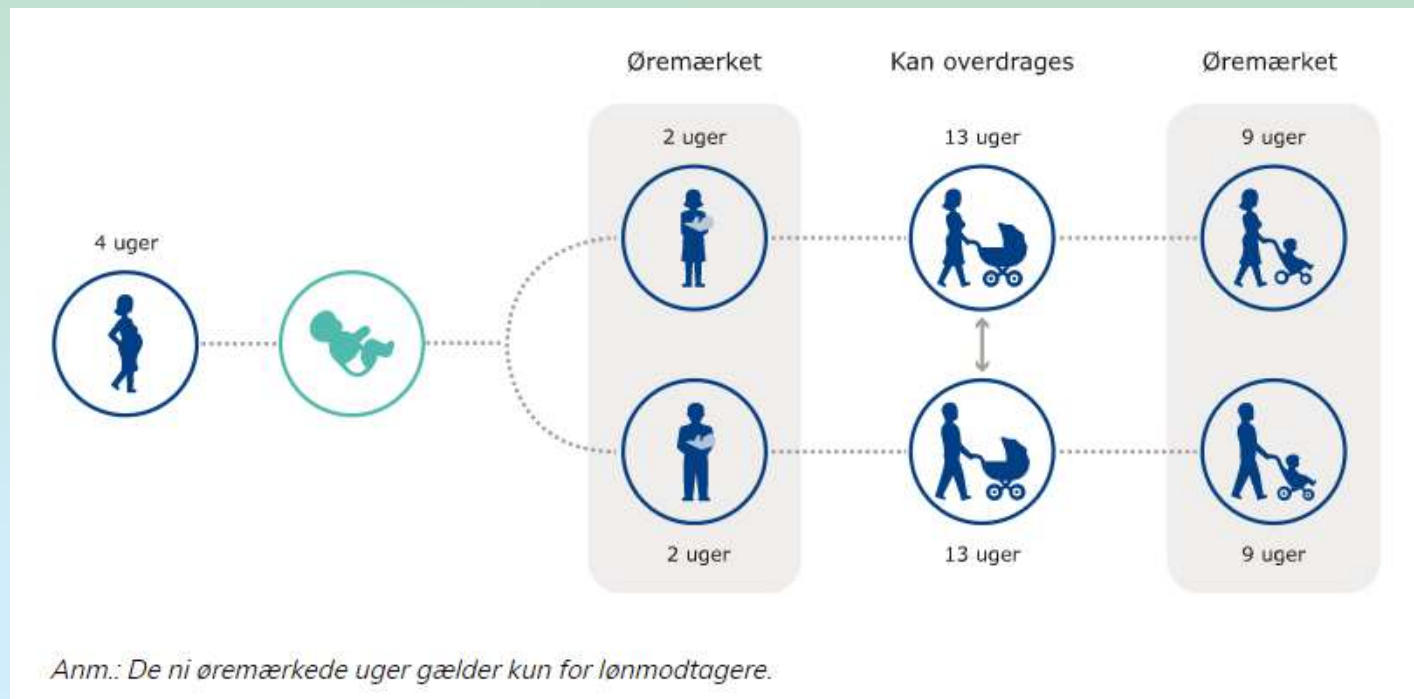 Øremærket
Kan overdrages
Øremærket
2 uger
13 uger
9 uger
4 uger
2 uger
13 uger
9 uger
Anm.: De ni øremærkede uger gælder kun for lønmodtagere.